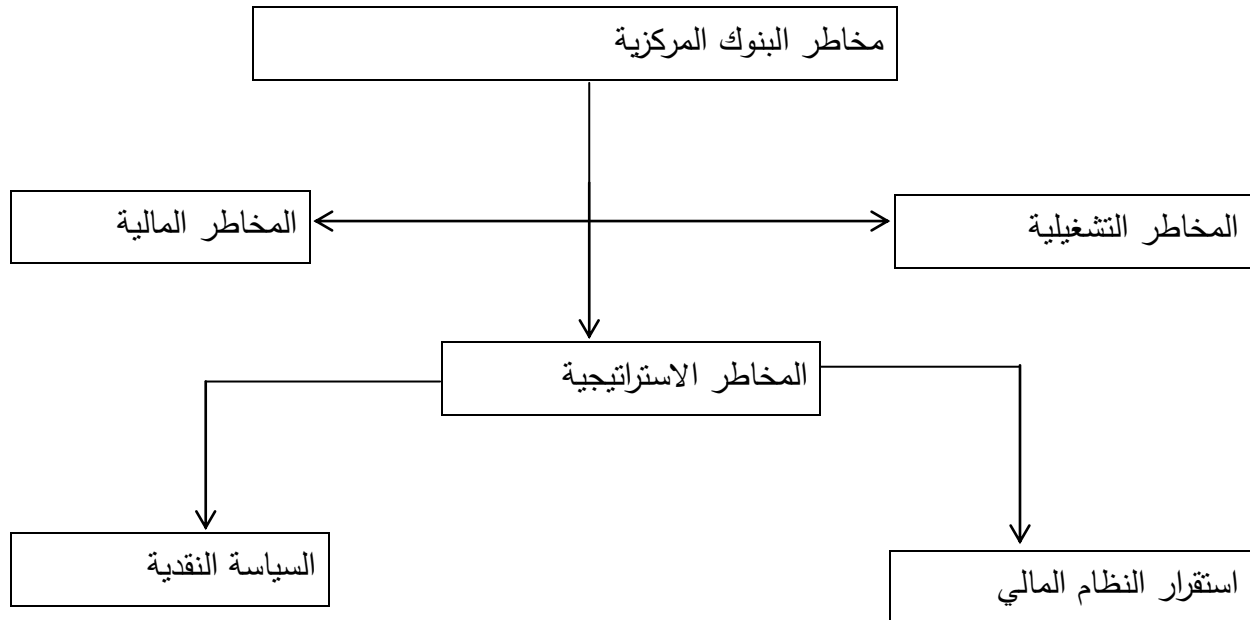 مخاطر البنوك المركزية
المخاطر التشغيلية
المخاطر المالية
المخاطر الاستراتيجية
استقرار النظام المالي
السياسة النقدية